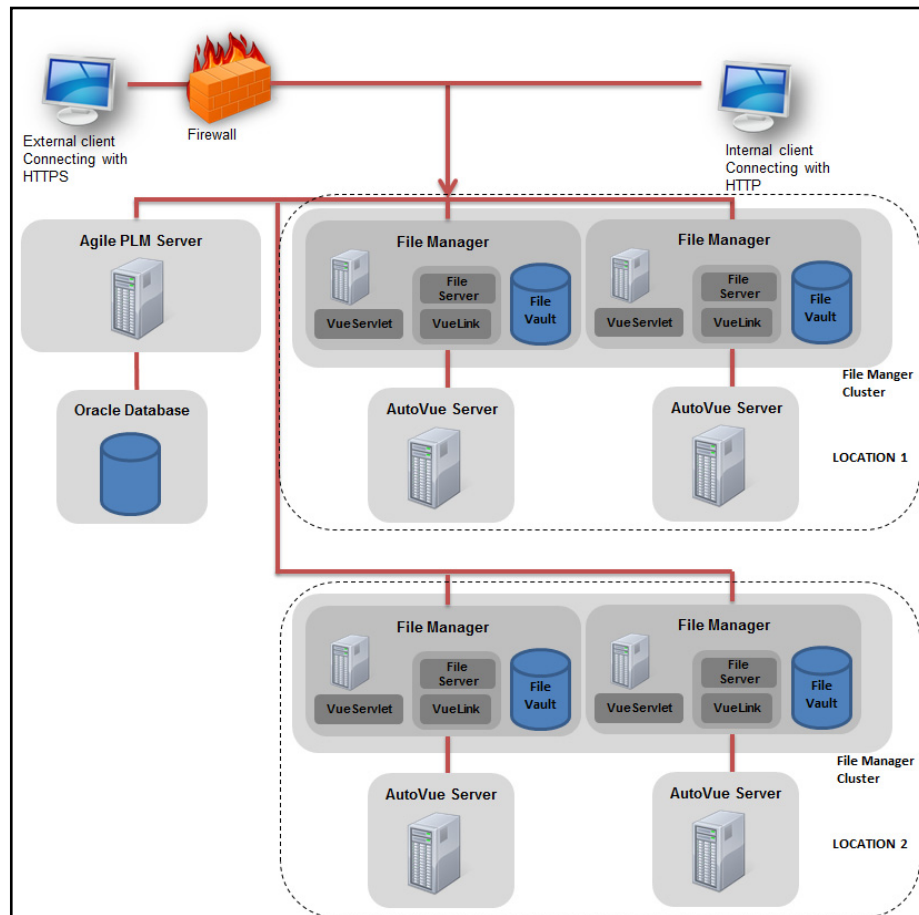 External client
Connecting with
HTTPS
Firewall
Internal client
Connecting with
HTTP
Agile PLM Server
Oracle Database
File Manager
File
Server
VueServlet
VueLink
File
Vault
File Manager
File
Server
VueServlet
VueLink
File
Vault
File Manger
Cluster
AutoVue Server
AutoVue Server
LOCATION 1
File Manager
File
Server
VueServlet
VueLink
File
Vault
File Manager
File
Server
VueServlet
VueLink
File
Vault
File Manager
Cluster
AutoVue Server
AutoVue Server
LOCATION 2